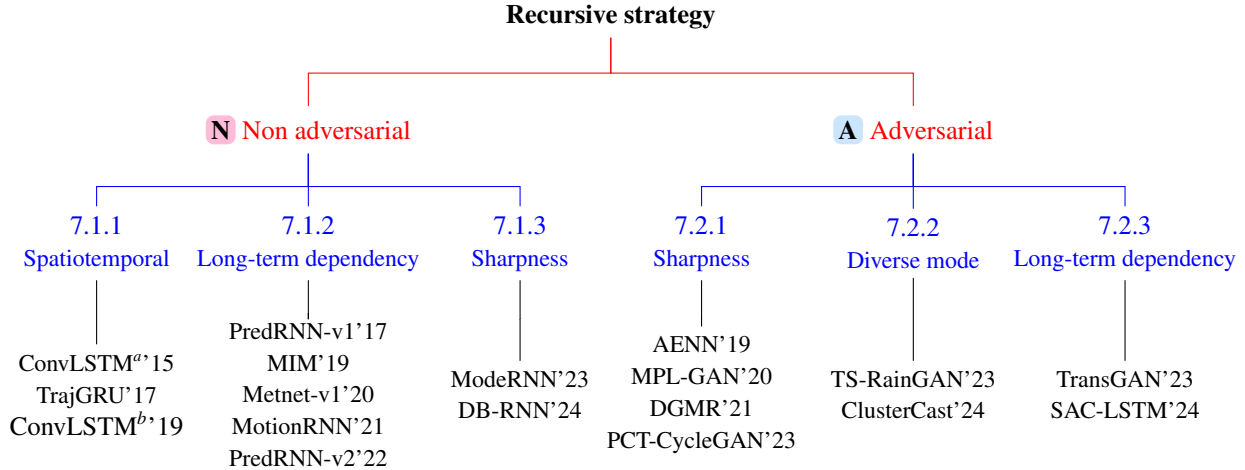 Recursive strategy
N Non adversarial
A Adversarial
7.1.1
Spatiotemporal
7.1.2
Long-term dependency
7.1.3
Sharpness
7.2.1
Sharpness
7.2.2
Diverse mode
7.2.3
Long-term dependency
ConvLSTMᵃ’15
TrajGRU’17
ConvLSTMᵇ’19
PredRNN-v1’17
MIM’19
Metnet-v1’20
MotionRNN’21
PredRNN-v2’22
ModeRNN’23
DB-RNN’24
AENN’19
MPL-GAN’20
DGMR’21
PCT-CycleGAN’23
TS-RainGAN’23
ClusterCast’24
TransGAN’23
SAC-LSTM’24